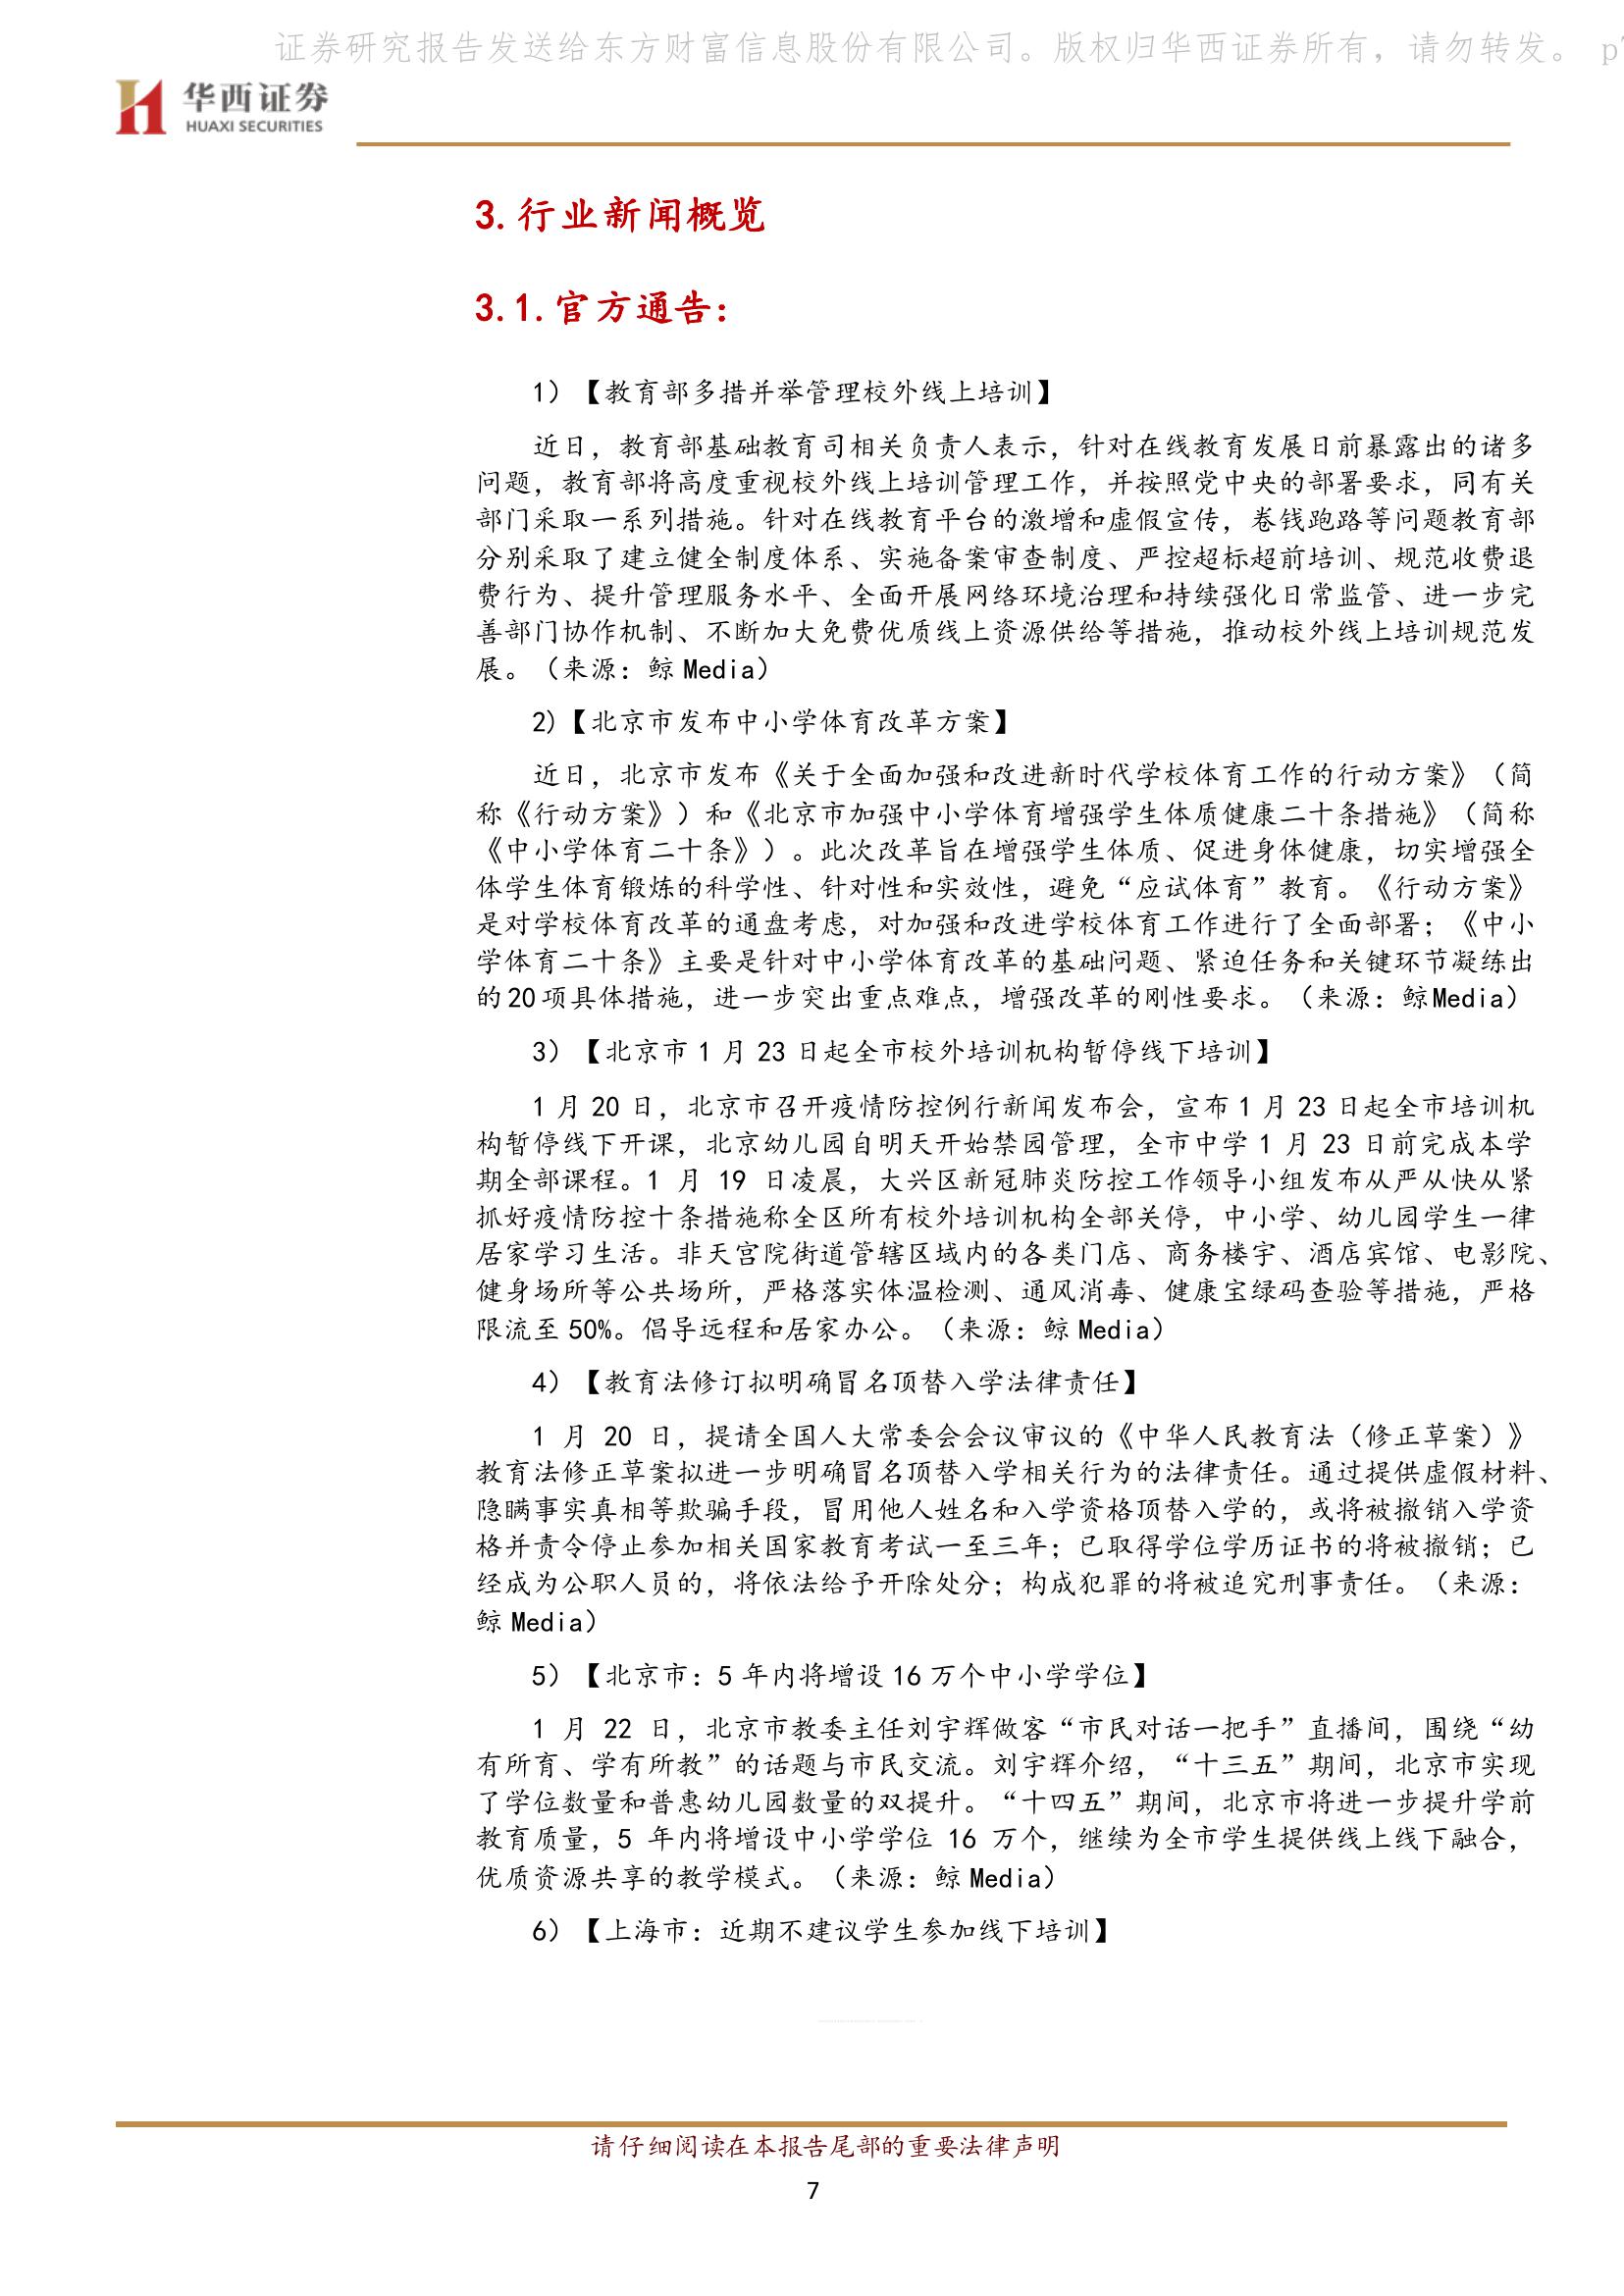 证券研究报告发送给东方财富信息股份有限公司。版权归华西证券所有，请勿转发。 p7
华西证券
HUAXI SECURITIES
3.行业新闻概览
3.1.官方通告：
1）【教育部多措并举管理校外线上培训】
近日，教育部基础教育司相关负责人表示，针对在线教育发展日前暴露出的诸多
问题，教育部将高度重视校外线上培训管理工作，并按照党中央的部署要求，同有关
部门采取一系列措施。针对在线教育平台的激增和虚假宣传，卷钱跑路等问题教育部
分别采取了建立健全制度体系、实施备案审查制度、严控超标超前培训、规范收费退
费行为、提升管理服务水平、全面开展网络环境治理和持续强化日常监管、进一步完
善部门协作机制、不断加大免费优质线上资源供给等措施，推动校外线上培训规范发
展。（来源：鲸 Media）
2)【北京市发布中小学体育改革方案】
近日，北京市发布《关于全面加强和改进新时代学校体育工作的行动方案》（简
称《行动方案》）和《北京市加强中小学体育增强学生体质健康二十条措施》（简称
《中小学体育二十条》）。此次改革旨在增强学生体质、促进身体健康，切实增强全
体学生体育锻炼的科学性、针对性和实效性，避免“应试体育”教育。《行动方案》
是对学校体育改革的通盘考虑，对加强和改进学校体育工作进行了全面部署；《中小
学体育二十条》主要是针对中小学体育改革的基础问题、紧迫任务和关键环节凝练出
的20项具体措施，进一步突出重点难点，增强改革的刚性要求。（来源：鲸Media）
3）【北京市 1 月 23 日起全市校外培训机构暂停线下培训】
1 月 20 日，北京市召开疫情防控例行新闻发布会，宣布 1 月 23 日起全市培训机
构暂停线下开课，北京幼儿园自明天开始禁园管理，全市中学 1 月 23 日前完成本学
期全部课程。1 月 19 日凌晨，大兴区新冠肺炎防控工作领导小组发布从严从快从紧
抓好疫情防控十条措施称全区所有校外培训机构全部关停，中小学、幼儿园学生一律
居家学习生活。非天宫院街道管辖区域内的各类门店、商务楼宇、酒店宾馆、电影院、
健身场所等公共场所，严格落实体温检测、通风消毒、健康宝绿码查验等措施，严格
限流至 50%。倡导远程和居家办公。（来源：鲸 Media）
4）【教育法修订拟明确冒名顶替入学法律责任】
1 月 20 日，提请全国人大常委会会议审议的《中华人民教育法（修正草案）》
教育法修正草案拟进一步明确冒名顶替入学相关行为的法律责任。通过提供虚假材料、
隐瞒事实真相等欺骗手段，冒用他人姓名和入学资格顶替入学的，或将被撤销入学资
格并责令停止参加相关国家教育考试一至三年；已取得学位学历证书的将被撤销；已
经成为公职人员的，将依法给予开除处分；构成犯罪的将被追究刑事责任。（来源：
鲸 Media）
5）【北京市：5 年内将增设 16 万个中小学学位】
1 月 22 日，北京市教委主任刘宇辉做客“市民对话一把手”直播间，围绕“幼
有所育、学有所教”的话题与市民交流。刘宇辉介绍，“十三五”期间，北京市实现
了学位数量和普惠幼儿园数量的双提升。“十四五”期间，北京市将进一步提升学前
教育质量，5 年内将增设中小学学位 16 万个，继续为全市学生提供线上线下融合，
优质资源共享的教学模式。（来源：鲸 Media）
6）【上海市：近期不建议学生参加线下培训】
请仔细阅读在本报告尾部的重要法律声明
7